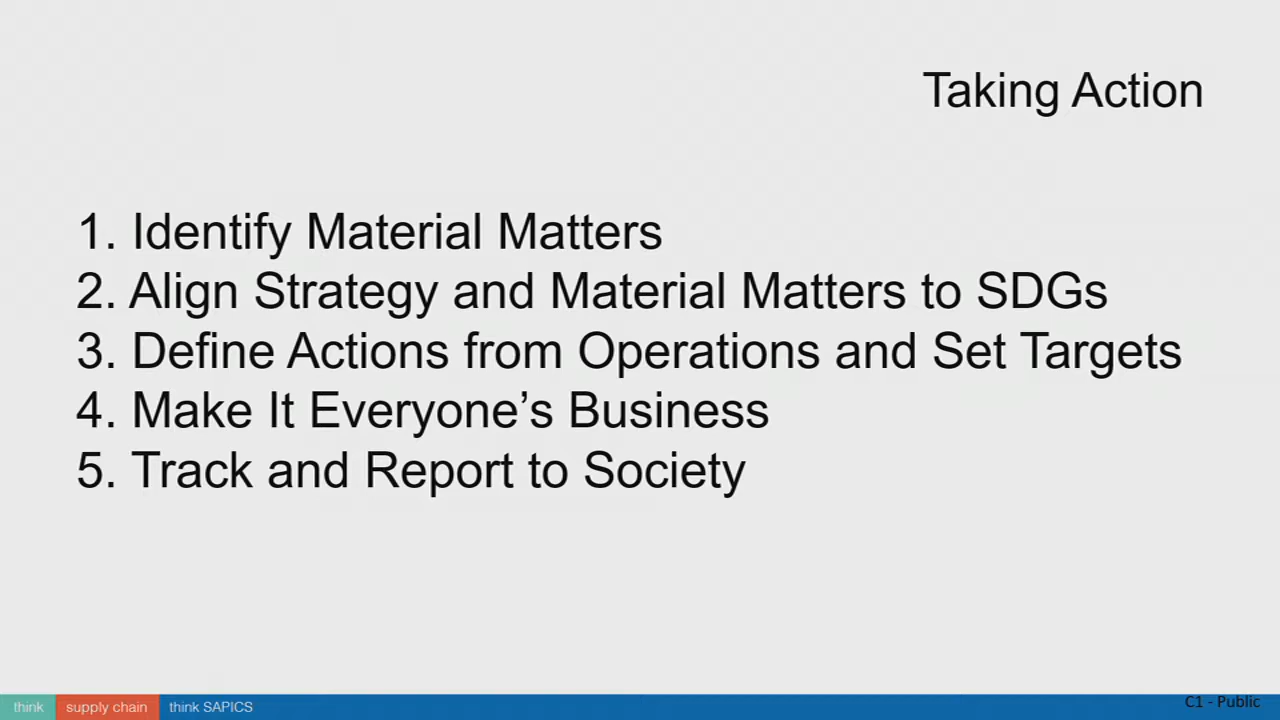 Taking Action
1. Identify Material Matters
2. Align Strategy and Material Matters to SDGs
3. Define Actions from Operations and Set Targets
4. Make It Everyone’s Business
5. Track and Report to Society
think supply chain think SAPICS
C1 - Public